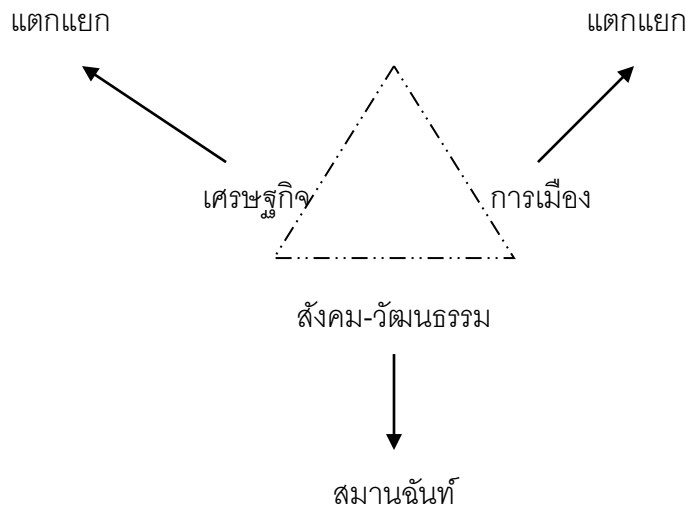 แตกแยก แตกแยก
เศรษฐกิจ การเมือง
สังคม-วัฒนธรรม
สมานฉันท์